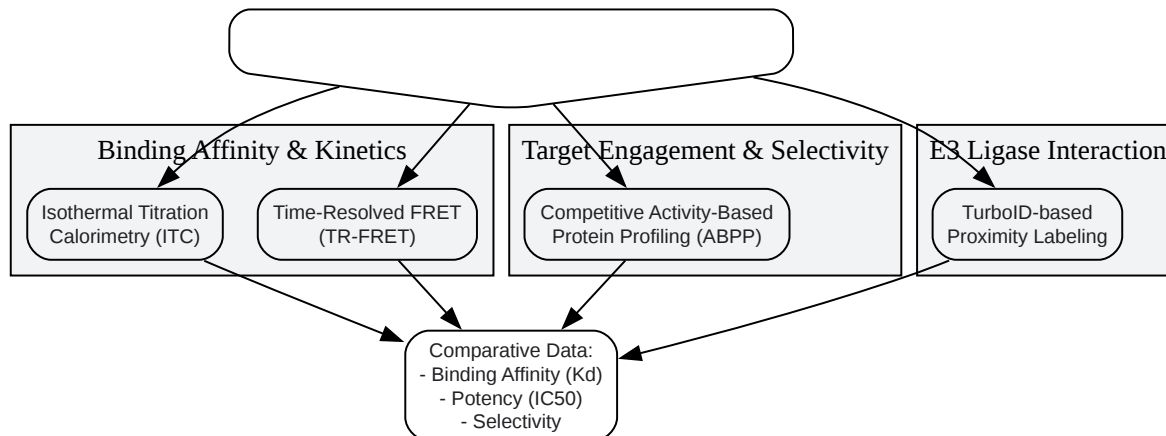 Binding Affinity & Kinetics
Target Engagement & Selectivity
E3 Ligase Interaction
Isothermal Titration
Calorimetry (ITC)
Time-Resolved FRET
(TR-FRET)
Competitive Activity-Based
Protein Profiling (ABPP)
TurboID-based
Proximity Labeling
Comparative Data:
- Binding Affinity (Kd)
- Potency (IC50)
- Selectivity